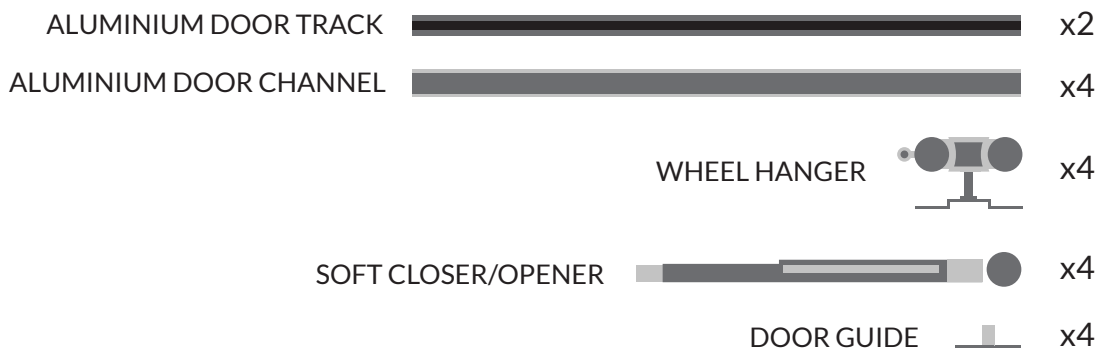 ALUMINIUM DOOR TRACK x2
ALUMINIUM DOOR CHANNEL x4
WHEEL HANGER x4
SOFT CLOSER/OPENER x4
DOOR GUIDE x4